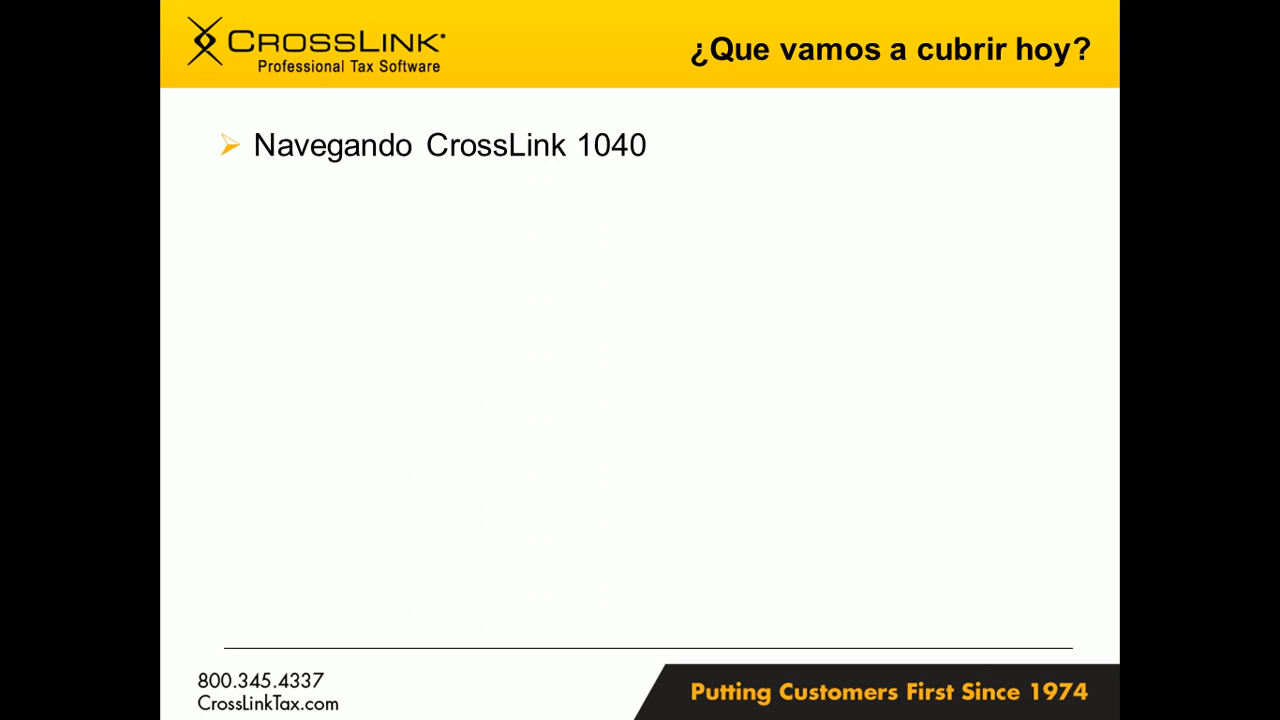 CROSSLINK®
Professional Tax Software
¿Que vamos a cubrir hoy?
Navegando CrossLink 1040
800.345.4337
CrossLinkTax.com
Putting Customers First Since 1974